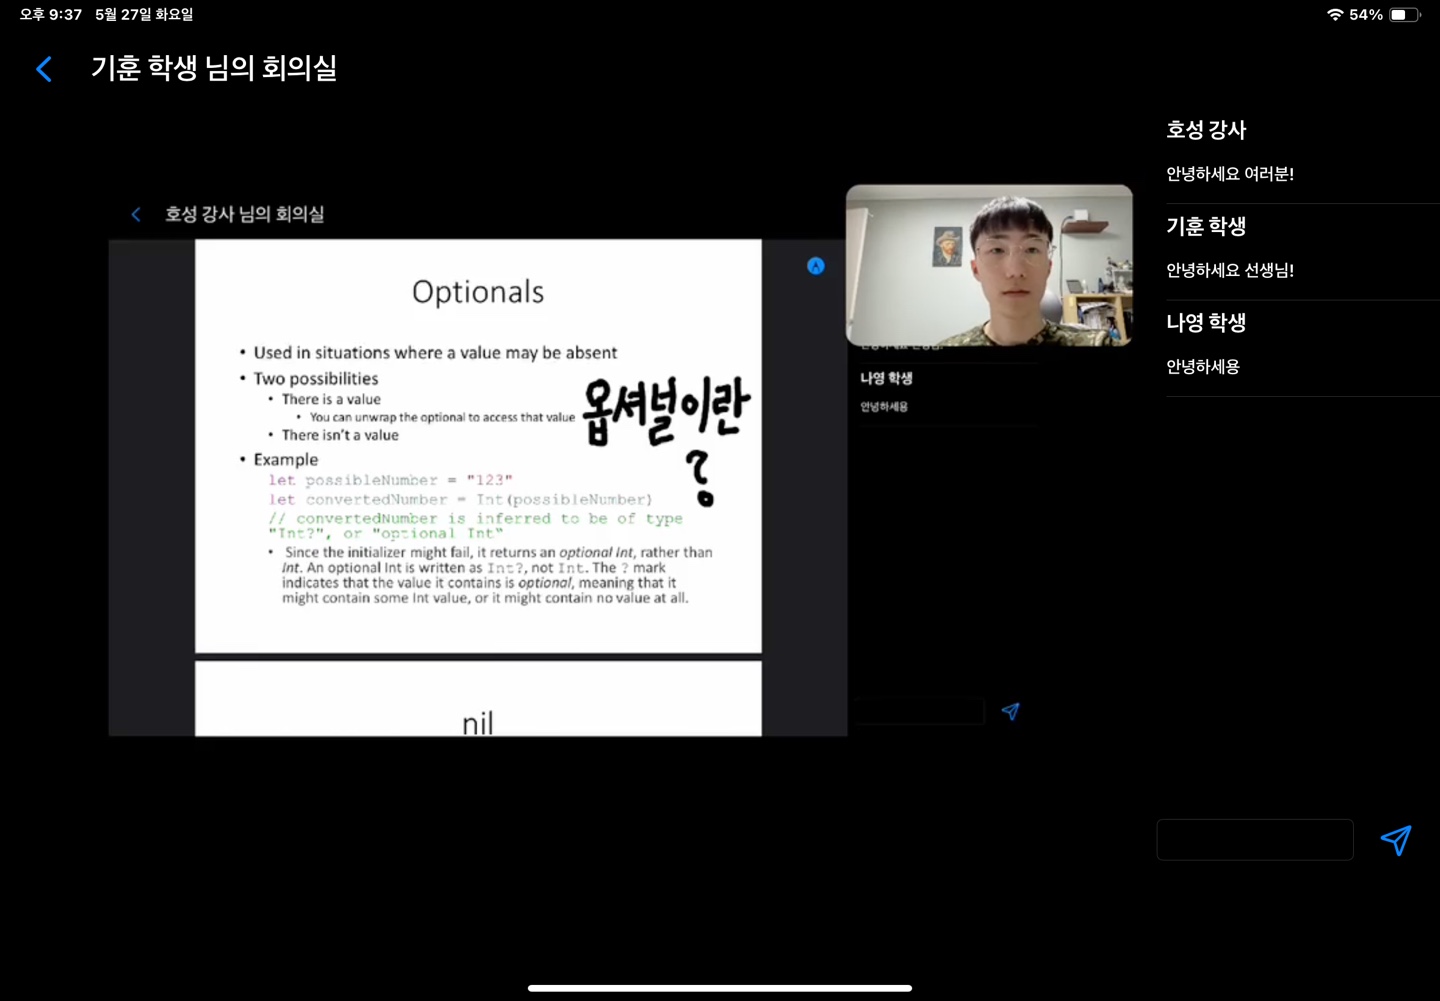 오후 9:37 5월 27일 화요일
54%
기훈 학생 님의 회의실
호성 강사 님의 회의실
Optionals
• Used in situations where a value may be absent
• Two possibilities
• There is a value
• You can unwrap the optional to access that value
• There isn't a value
옵셔널이란
?
• Example
let possibleNumber = "123"
let convertedNumber = Int(possibleNumber)
// convertedNumber is inferred to be of type
"Int?", or "optional Int"
• Since the initializer might fail, it returns an optional Int, rather than
Int. An optional Int is written as Int?, not Int. The ? mark
indicates that the value it contains is optional, meaning that it
might contain some Int value, or it might contain no value at all.
nil
나영 학생
안녕하세용
호성 강사
안녕하세요 여러분!
기훈 학생
안녕하세요 선생님!
나영 학생
안녕하세용